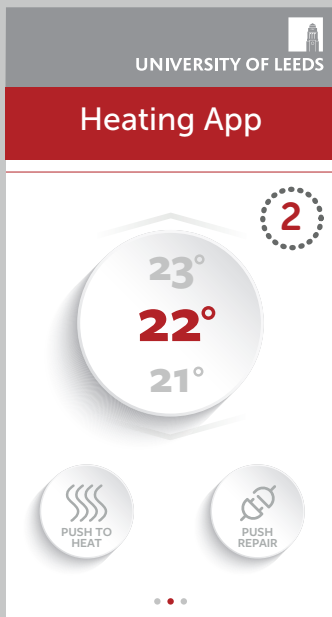 UNIVERSITY OF LEEDS
Heating App
2
23°
22°
21°
PUSH TO
HEAT
PUSH
REPAIR